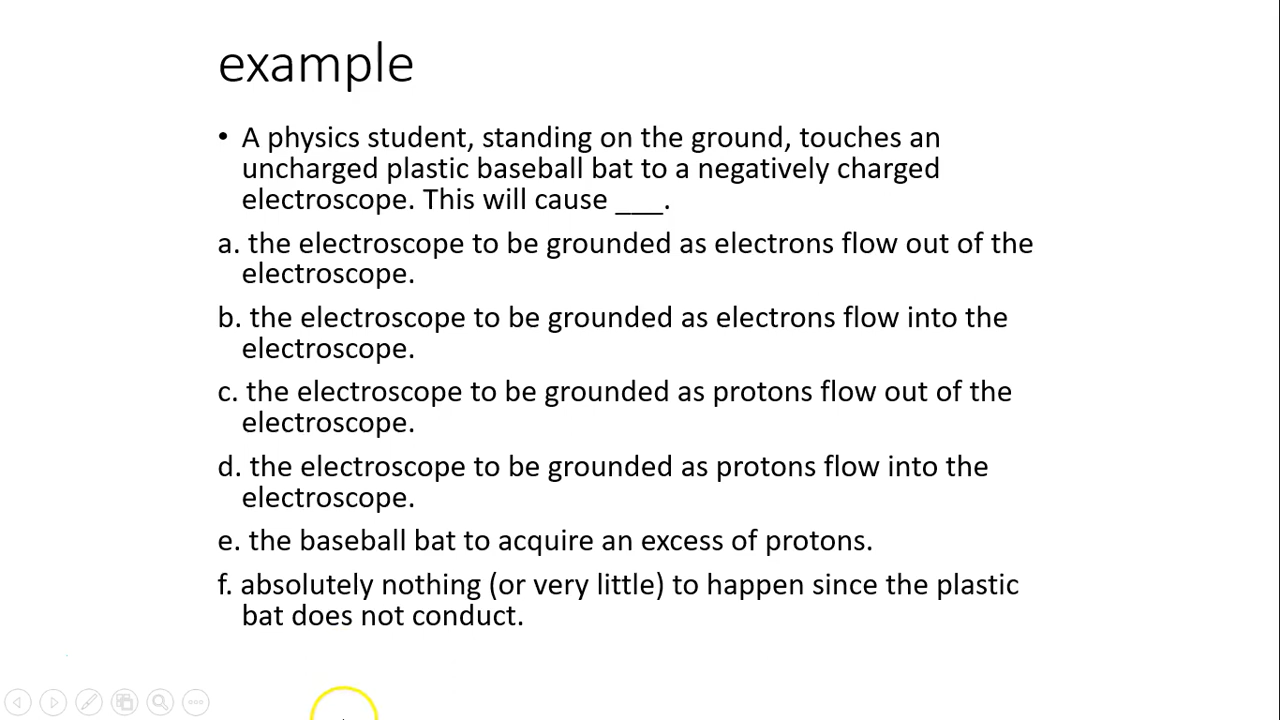 example
• A physics student, standing on the ground, touches an
uncharged plastic baseball bat to a negatively charged
electroscope. This will cause ___.
a. the electroscope to be grounded as electrons flow out of the
electroscope.
b. the electroscope to be grounded as electrons flow into the
electroscope.
c. the electroscope to be grounded as protons flow out of the
electroscope.
d. the electroscope to be grounded as protons flow into the
electroscope.
e. the baseball bat to acquire an excess of protons.
f. absolutely nothing (or very little) to happen since the plastic
bat does not conduct.